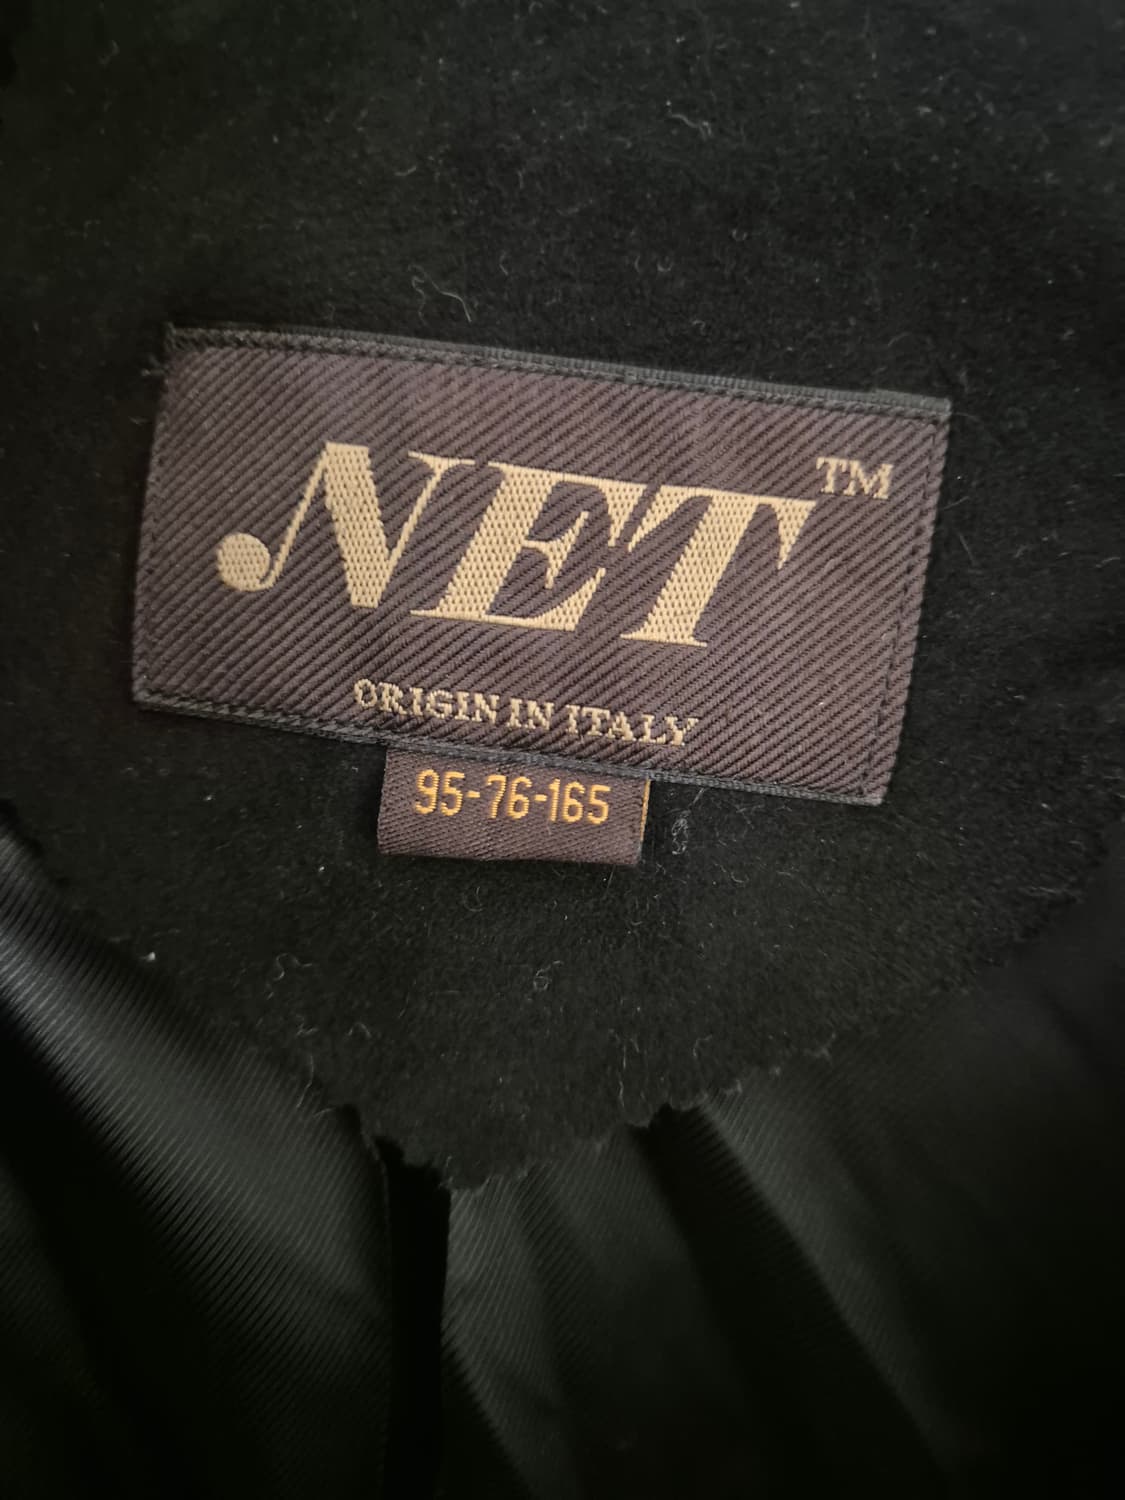 NET™
ORIGIN IN ITALY
95-76-165